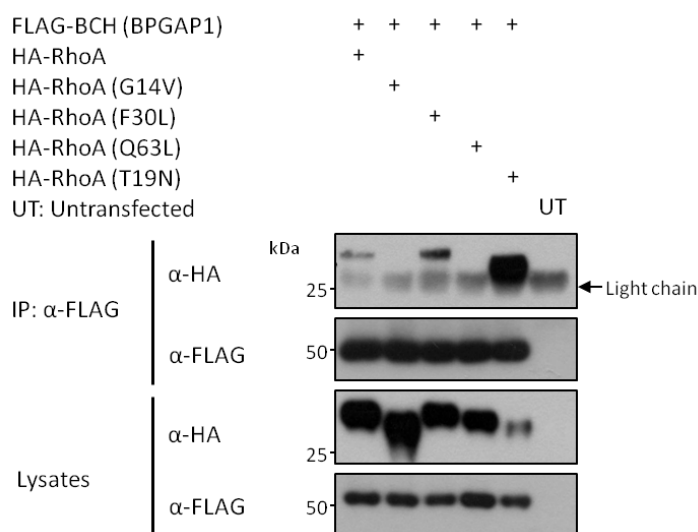 FLAG-BCH (BPGAP1) + + + + +
HA-RhoA +
HA-RhoA (G14V) +
HA-RhoA (F30L) +
HA-RhoA (Q63L) +
HA-RhoA (T19N) +
UT: Untransfected UT
kDa
IP: α-FLAG
α-HA
25
Light chain
α-FLAG
50
Lysates
α-HA
25
α-FLAG
50